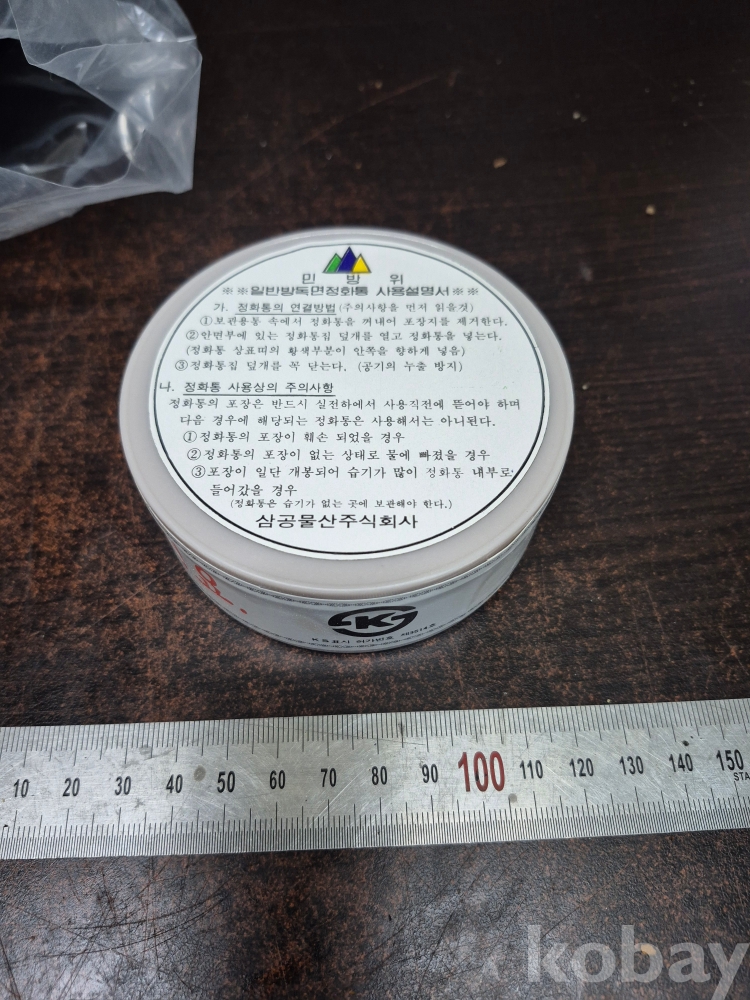 민 방 위
※※일반방독면정화통 사용설명서※※
가. 정화통의 연결방법(주의사항을 먼저 읽을것)
①보관용통 속에서 정화통을 꺼내어 포장지를 제거한다.
②안면부에 있는 정화통집 덮개를 열고 정화통을 넣는다.
(정화통 상표띠의 황색부분이 안쪽을 향하게 넣음)
③정화통집 덮개를 꼭 닫는다. (공기의 누출 방지)
나. 정화통 사용상의 주의사항
정화통의 포장은 반드시 실전하에서 사용직전에 뜯어야 하며
다음 경우에 해당되는 정화통은 사용해서는 아니된다.
①정화통의 포장이 훼손 되었을 경우
②정화통의 포장이 없는 상태로 물에 빠졌을 경우
③포장이 일단 개봉되어 습기가 많이 정화통 내부로
들어갔을 경우
(정화통은 습기가 없는 곳에 보관해야 한다.)
삼공물산주식회사
K
K유표시 허가번호
10 20 30 40 50 60 70 80 90 100 110 120 130 140 150
STA
kobay